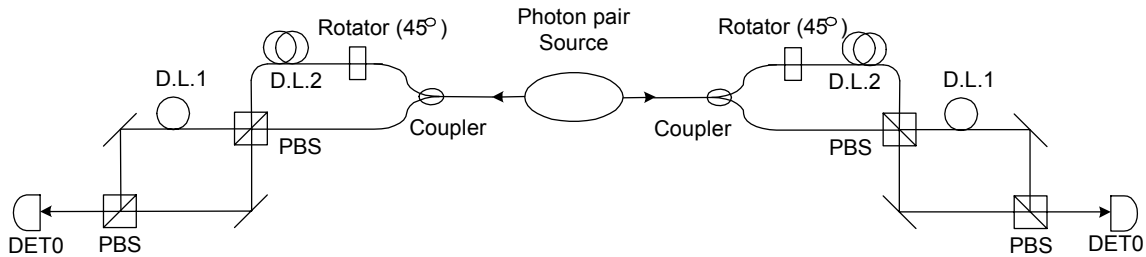 Photon pair
Source
Rotator (45°)
Rotator (45°)
D.L.2
D.L.2
D.L.1
D.L.1
Coupler
Coupler
PBS
PBS
DET0
PBS
PBS
DET0